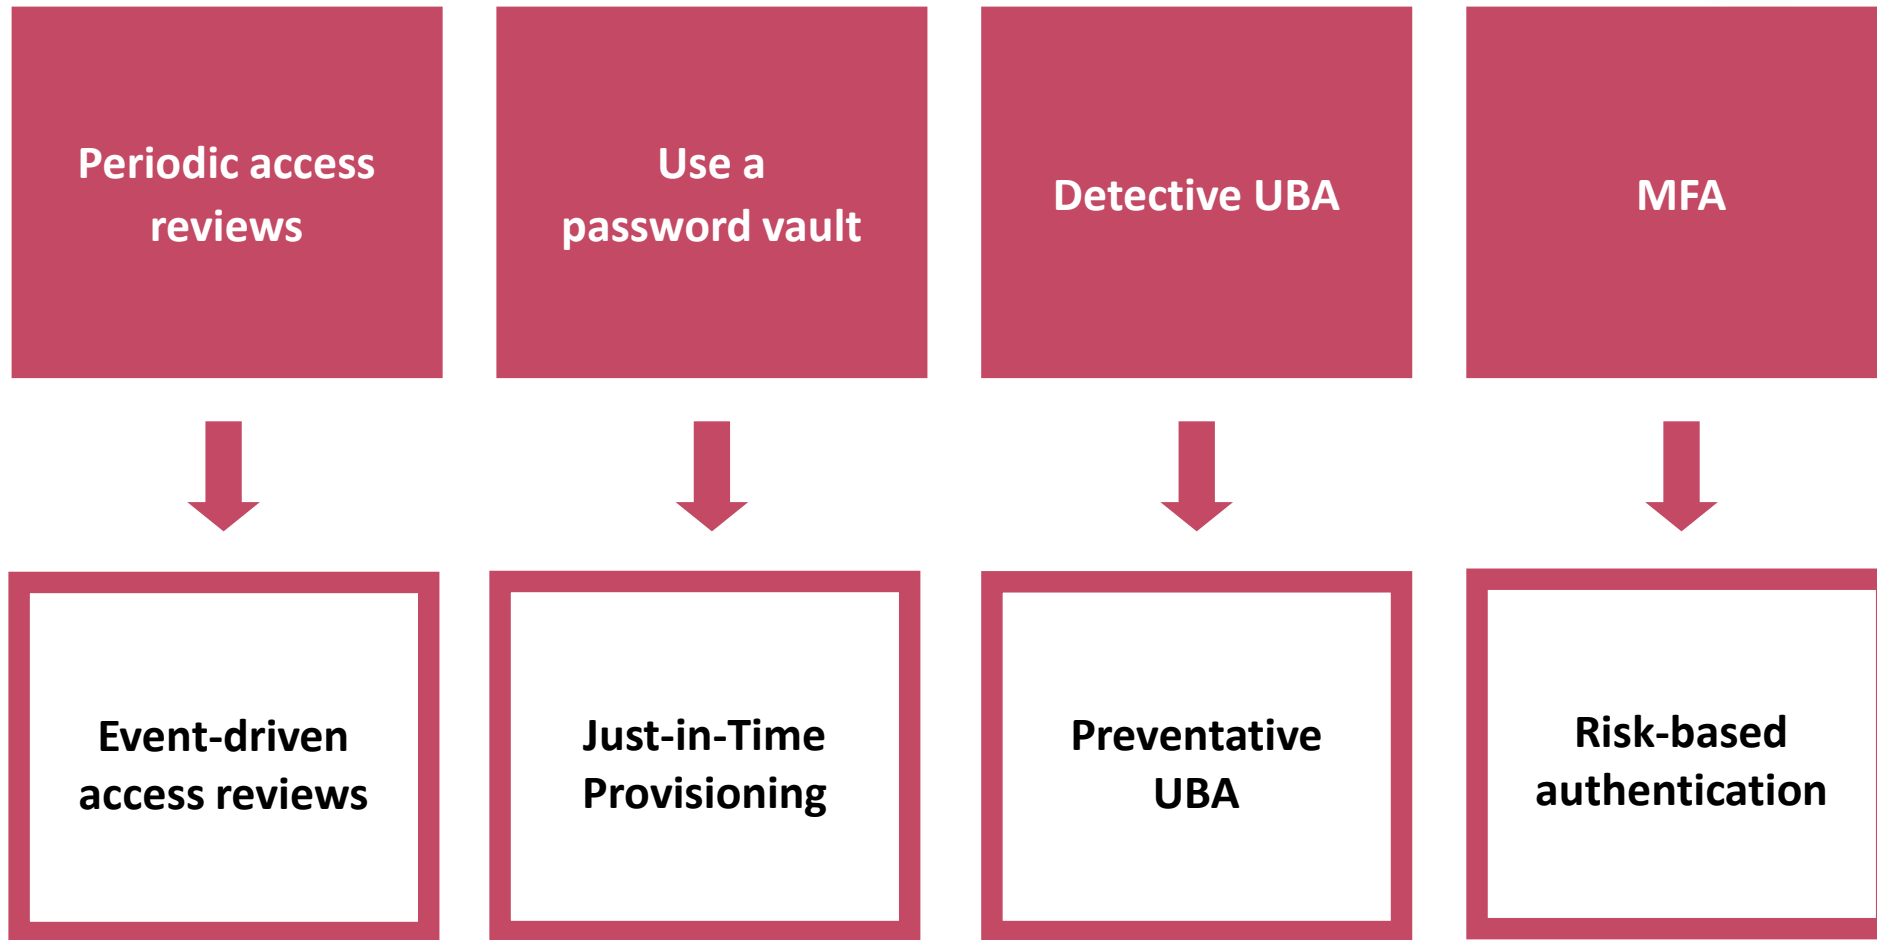 Periodic access
reviews
Use a
password vault
Detective UBA
MFA
Event-driven
access reviews
Just-in-Time
Provisioning
Preventative
UBA
Risk-based
authentication